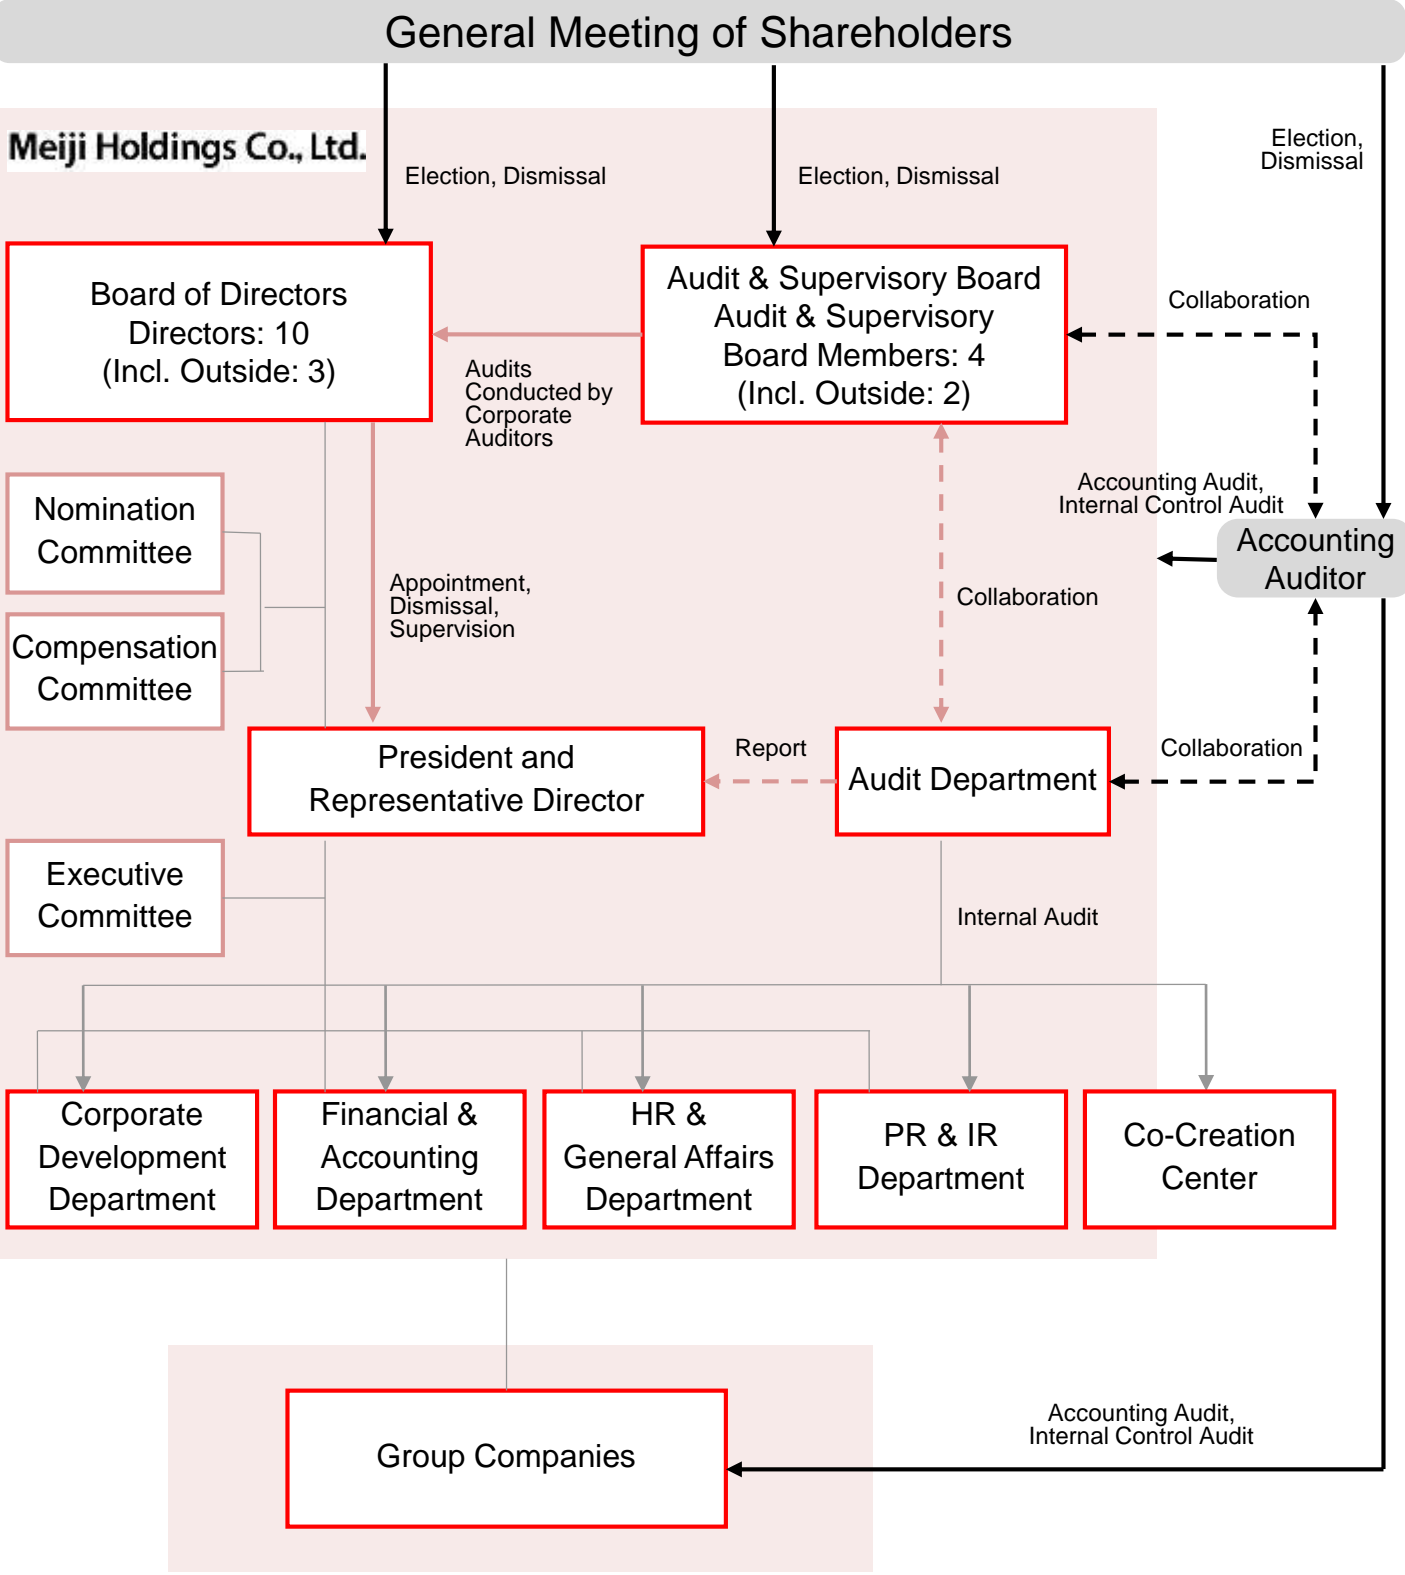 General Meeting of Shareholders
Meiji Holdings Co., Ltd.
Election, Dismissal
Election, Dismissal
Election,
Dismissal
Board of Directors
Directors: 10
(Incl. Outside: 3)
Audit & Supervisory Board
Audit & Supervisory
Board Members: 4
(Incl. Outside: 2)
Collaboration
Audits
Conducted by
Corporate
Auditors
Nomination
Committee
Accounting Audit,
Internal Control Audit
Accounting
Auditor
Appointment,
Dismissal,
Supervision
Collaboration
Compensation
Committee
President and
Representative Director
Report
Audit Department
Collaboration
Executive
Committee
Internal Audit
Corporate
Development
Department
Financial &
Accounting
Department
HR &
General Affairs
Department
PR & IR
Department
Co-Creation
Center
Group Companies
Accounting Audit,
Internal Control Audit